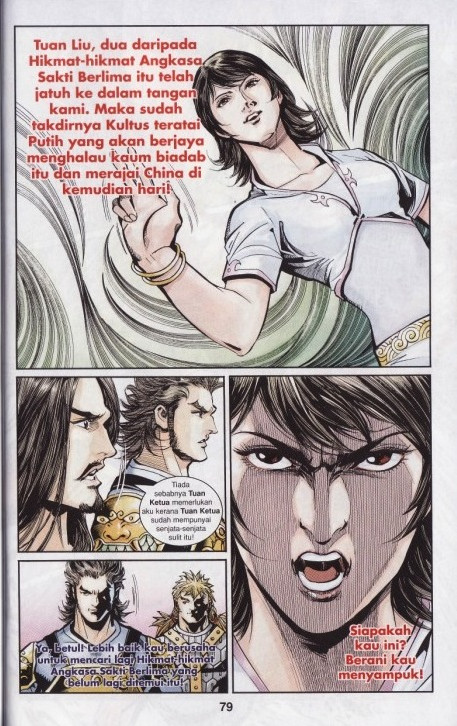 Tuan Liu, dua daripada
Hikmat-hikmat Angkasa
Sakti Berlima itu telah
jatuh ke dalam tangan
kami. Maka sudah
takdirnya Kultus teratai
Putih yang akan berjaya
menghalau kaum biadab
itu dan merajai China di
kemudian hari!
Tiada
sebabnya Tuan
Ketua memerlukan
aku kerana Tuan Ketua
sudah mempunyai
senjata-senjata
sulit itu!
Siapakah
kau ini?
Berani kau
menyampuk!
Ya, betul! Lebih baik kau berusaha
untuk mencari lagi Hikmat-hikmat
Angkasa Sakti Berlima yang
belum lagi ditemui itu!
79